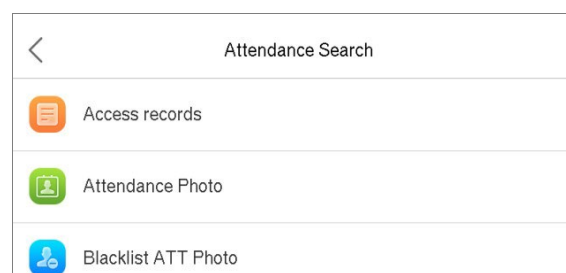 Attendance Search
Access records
Attendance Photo
Blacklist ATT Photo